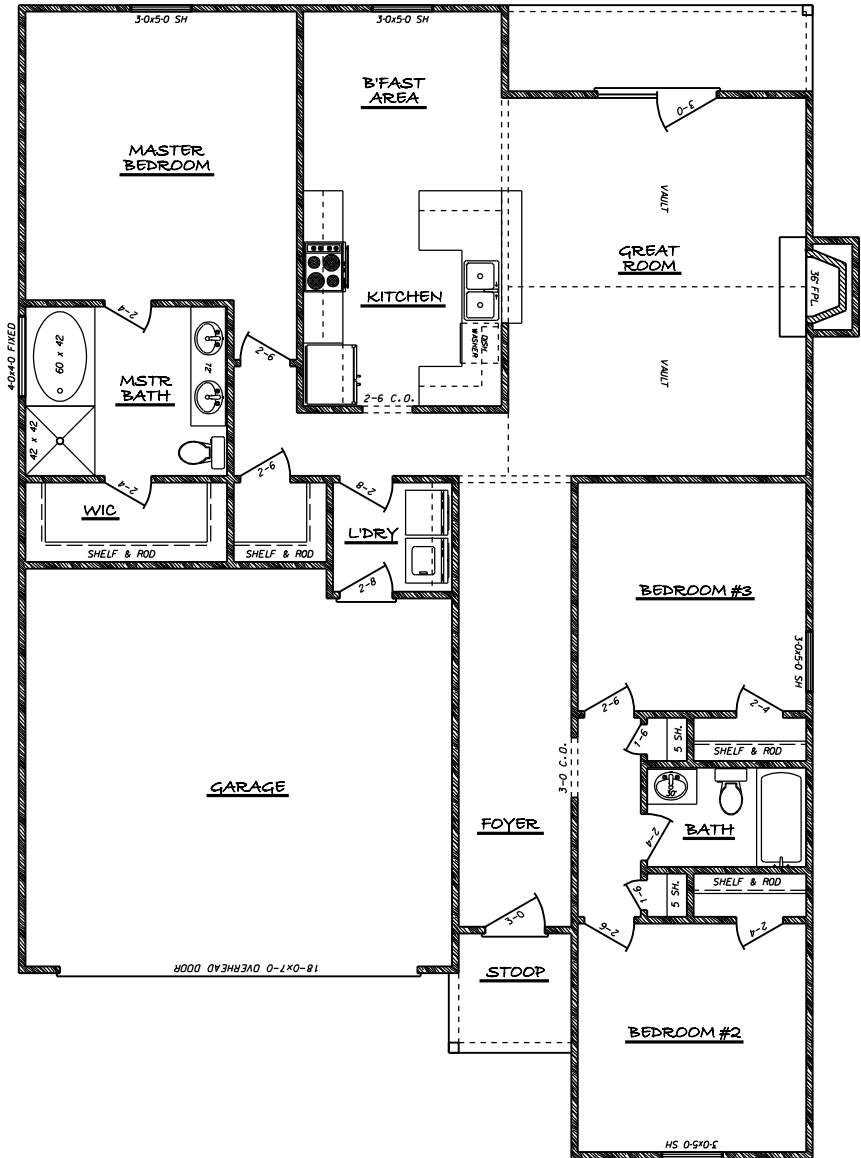 3-0x5-0 SH
3-0x5-0 SH
B'FAST
AREA
3-0
MASTER
BEDROOM
VAULT
GREAT
ROOM
36" FPL.
KITCHEN
2-4
4-0x4-0 FIXED
60 x 42
72
2-6
DISH.
WASHER
MSTR
BATH
VAULT
2-6 C.O.
42 x 42
2-4
2-6
2-8
WIC
SHELF & ROD
SHELF & ROD
L'DRY
2-8
BEDROOM #3
3-0x5-0 SH
2-6
2-4
1-6
5 SH.
SHELF & ROD
3-0 C.O.
GARAGE
30
FOYER
2-4
BATH
1-6
5 SH.
SHELF & ROD
3-0
2-6
2-4
18-0x7-0 OVERHEAD DOOR
STOOP
BEDROOM #2
3-0x5-0 SH